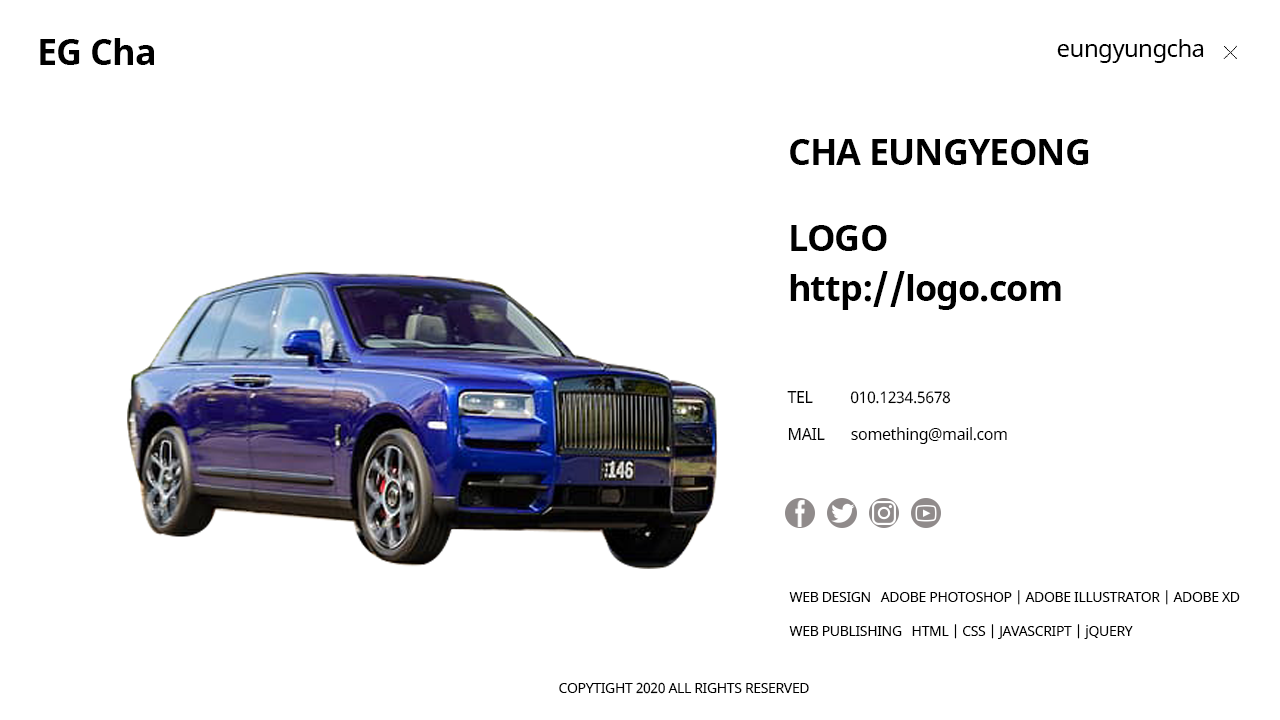 EG Cha
eungyungcha
CHA EUNGYEONG
LOGO
http://logo.com
TEL 010.1234.5678
MAIL something@mail.com
146
WEB DESIGN ADOBE PHOTOSHOP | ADOBE ILLUSTRATOR | ADOBE XD
WEB PUBLISHING HTML | CSS | JAVASCRIPT | jQUERY
COPYTIGHT 2020 ALL RIGHTS RESERVED